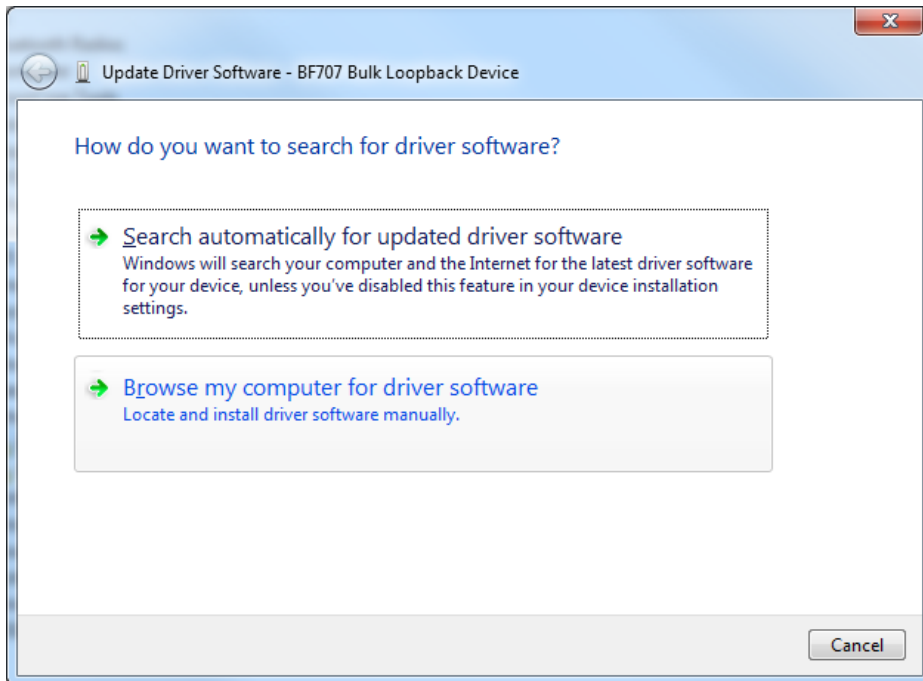 Update Driver Software - BF707 Bulk Loopback Device
How do you want to search for driver software?
Search automatically for updated driver software
Windows will search your computer and the Internet for the latest driver software
for your device, unless you've disabled this feature in your device installation
settings.
Browse my computer for driver software
Locate and install driver software manually.
Cancel